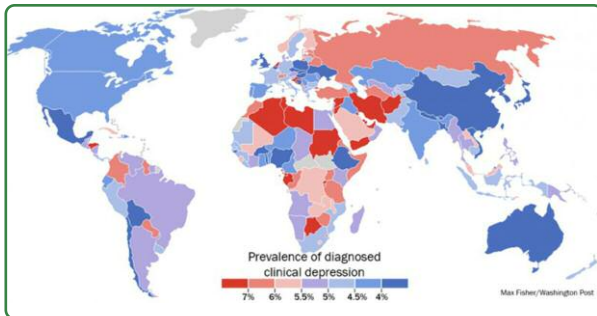 Prevalence of diagnosed
clinical depression
7% 6% 5.5% 5% 4.5% 4%
Max Fisher/Washington Post